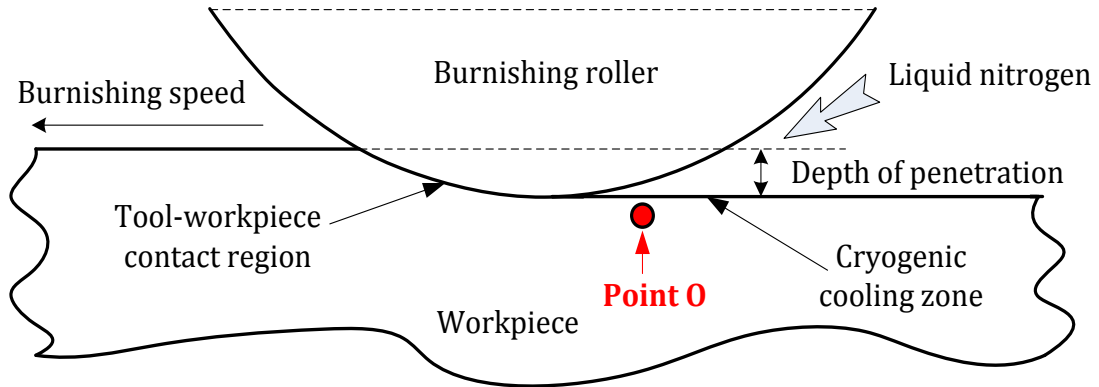 Burnishing roller
Liquid nitrogen
Burnishing speed
Depth of penetration
Tool-workpiece
contact region
Point O
Cryogenic
cooling zone
Workpiece